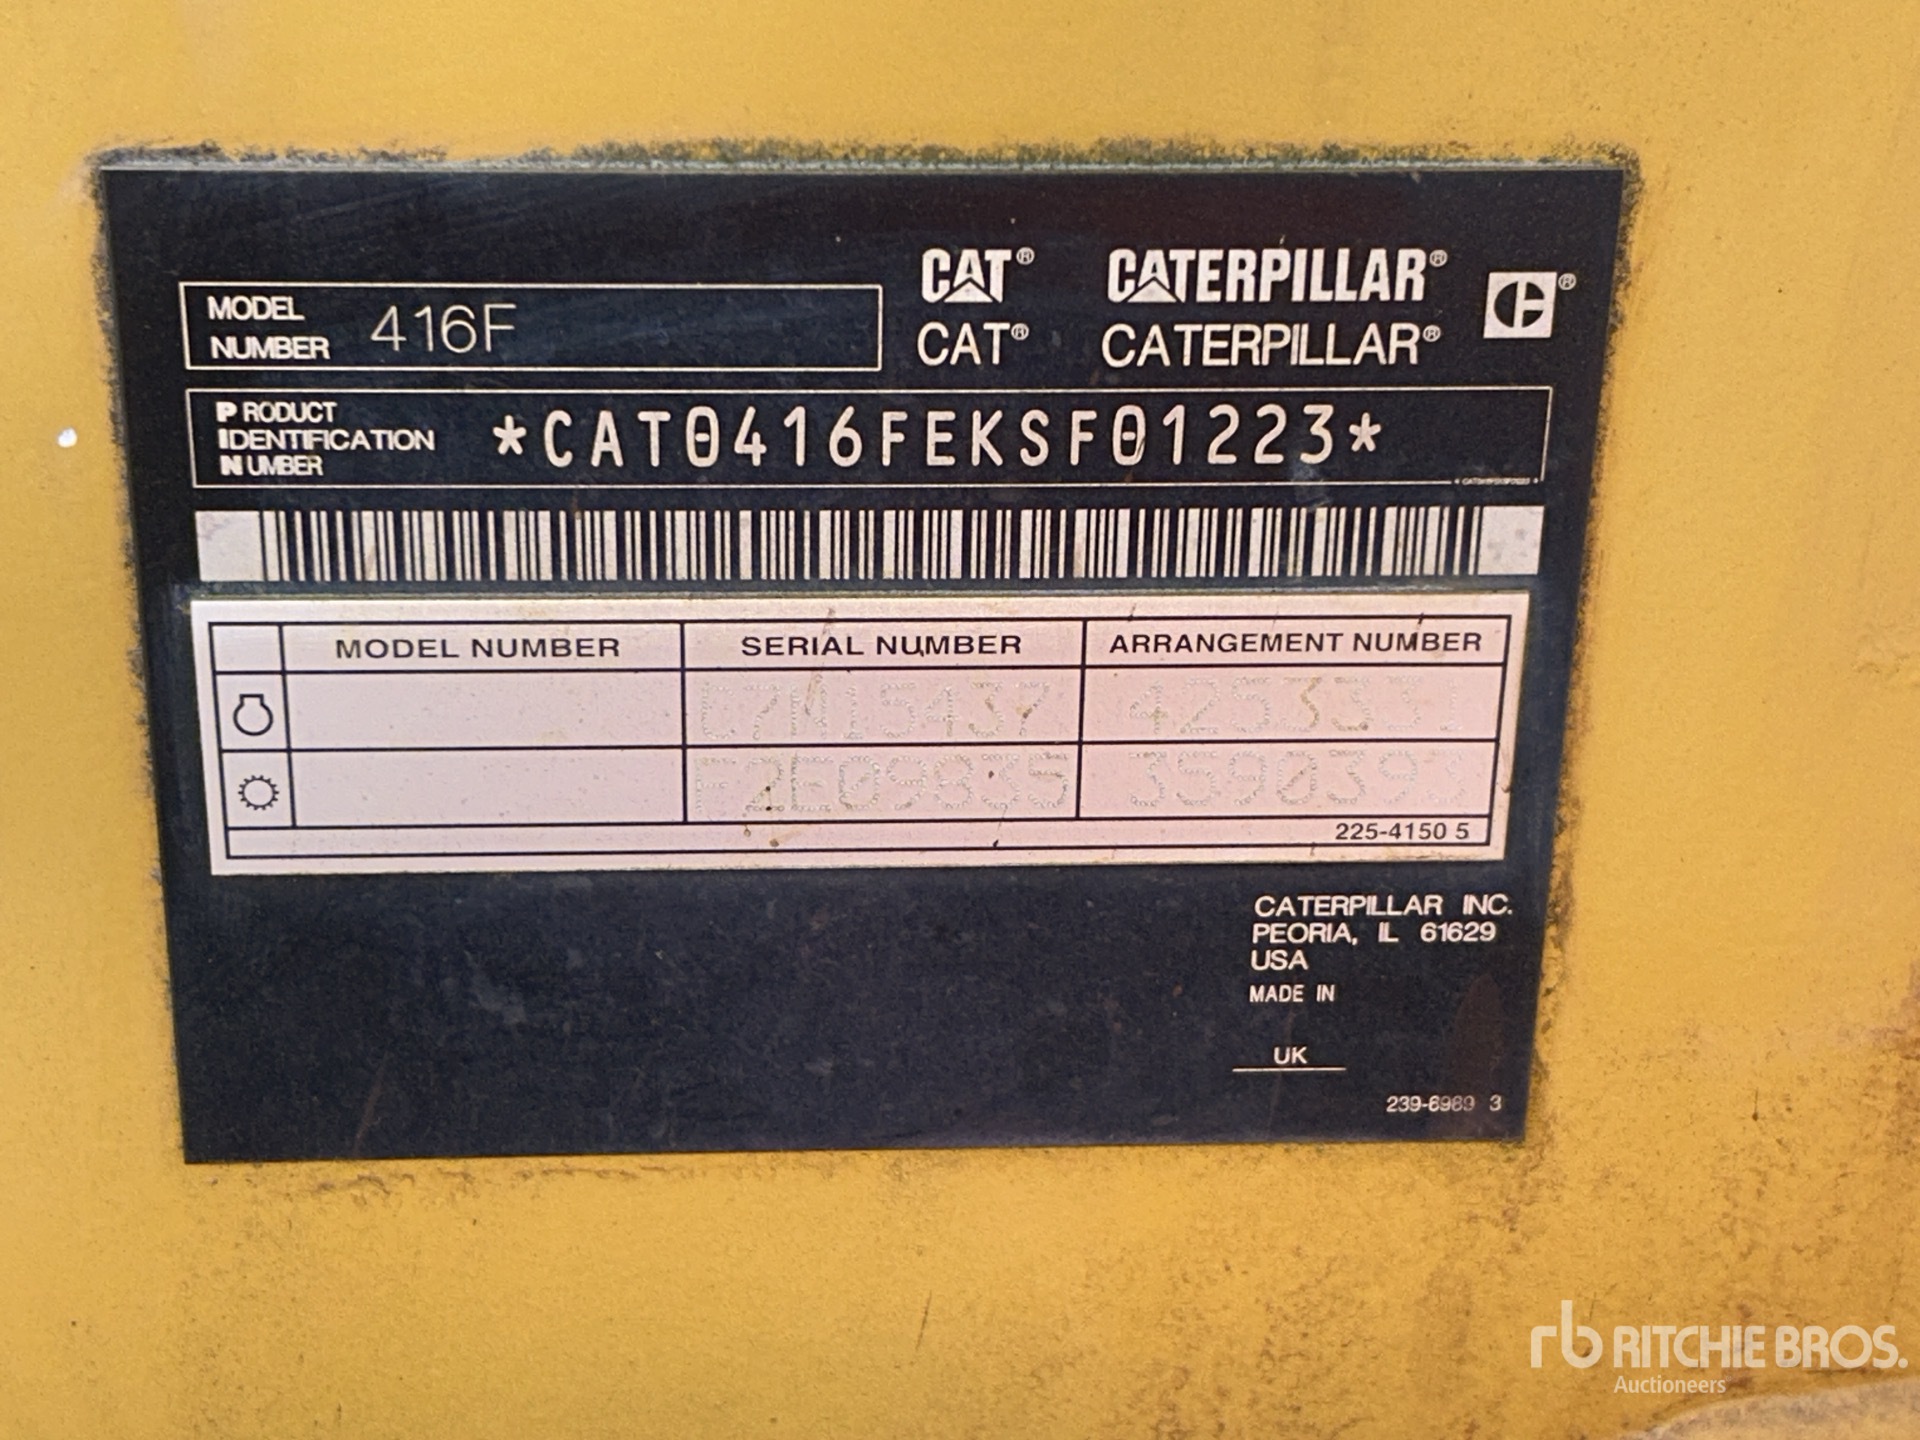 CAT® CATERPILLAR®
MODEL NUMBER 416F
CAT® CATERPILLAR®
PRODUCT
IDENTIFICATION
NUMBER
*CAT0416FEKSF01223*
MODEL NUMBER SERIAL NUMBER ARRANGEMENT NUMBER
225-4150 5
CATERPILLAR INC.
PEORIA, IL 61629
USA
MADE IN
UK
239-6969 3
rb RITCHIE BROS.
Auctioneers